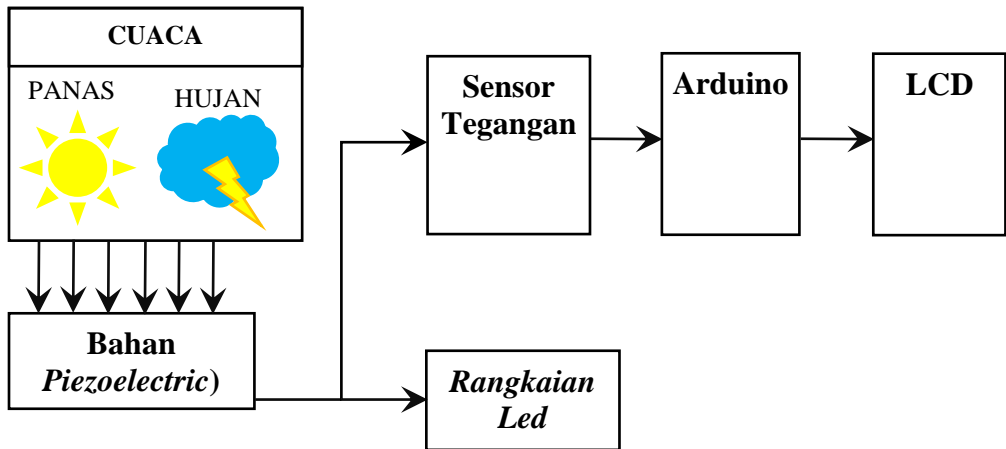 CUACA
PANAS
HUJAN
Bahan
Piezoelectric)
Sensor
Tegangan
Arduino
LCD
Rangkaian
Led